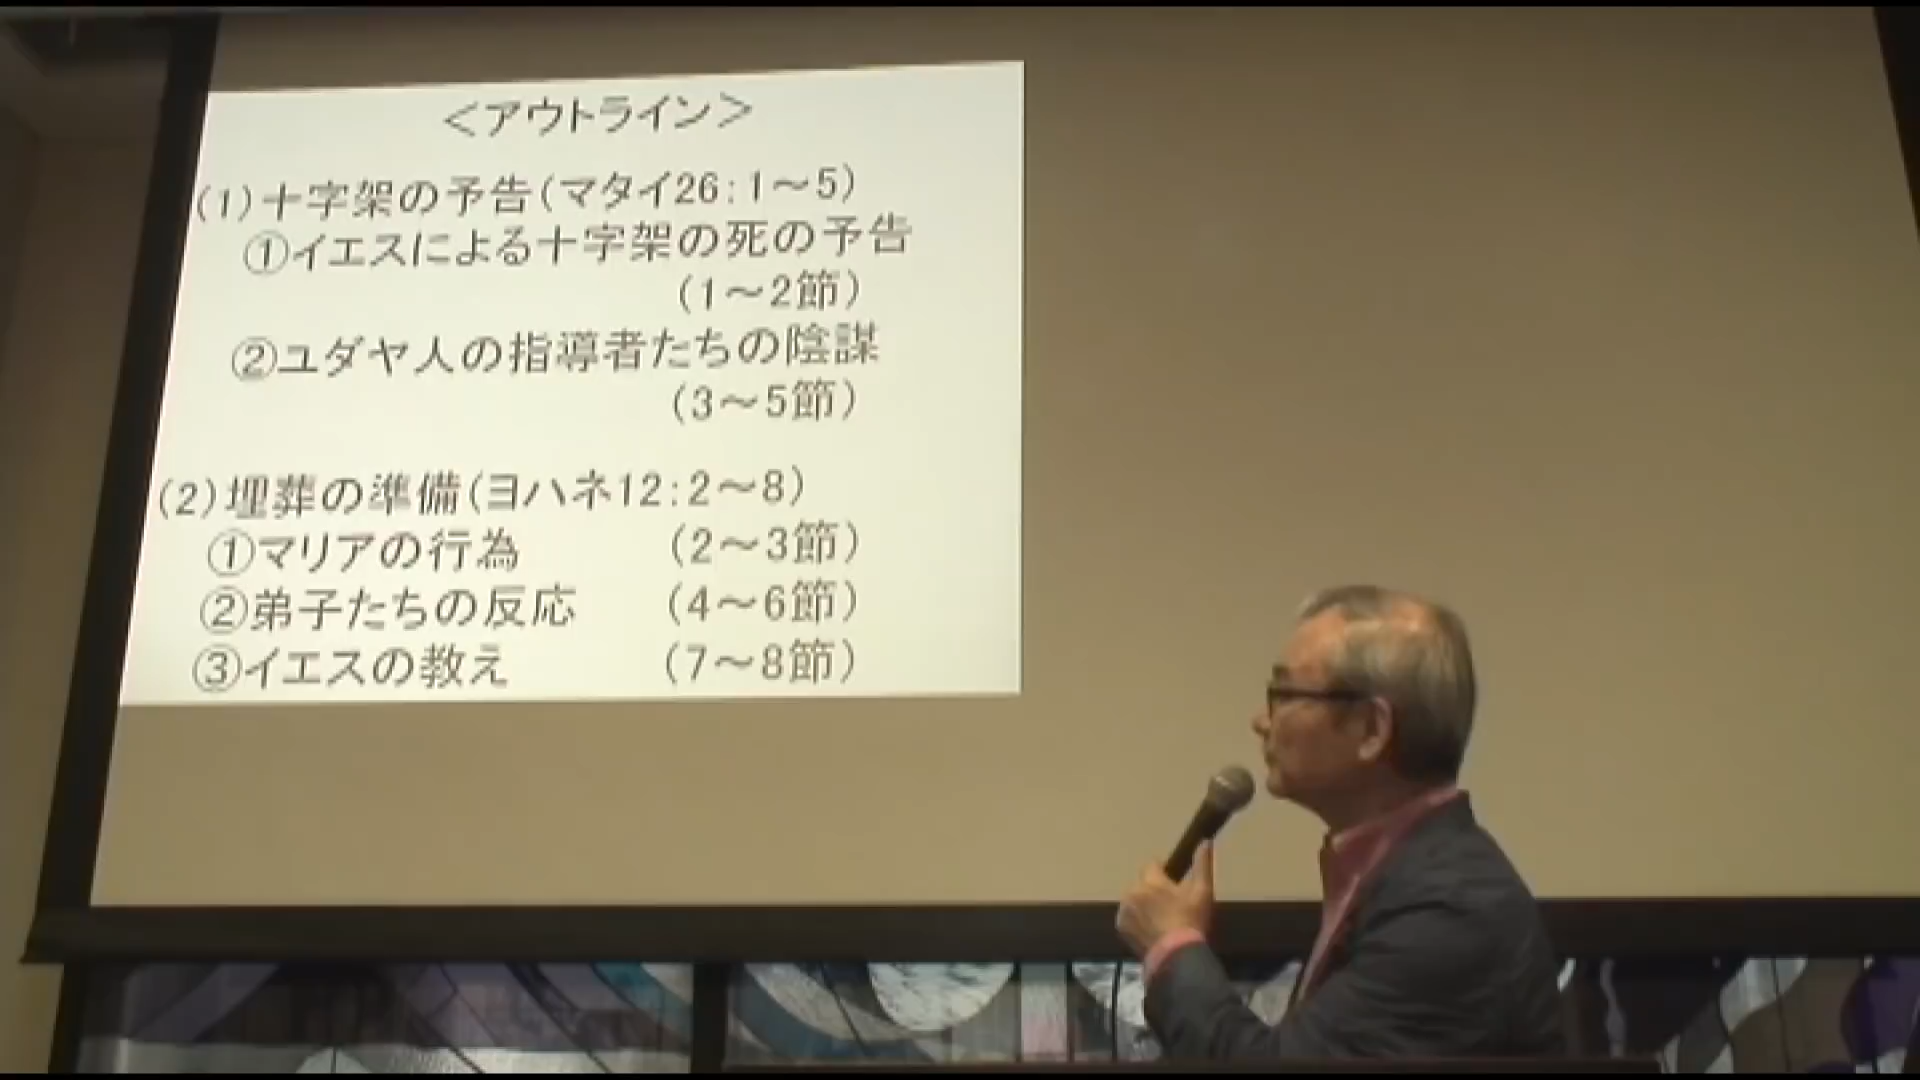 ＜アウトライン＞
(1)十字架の予告(マタイ26:1～5)
①イエスによる十字架の死の予告
(1～2節)
②ユダヤ人の指導者たちの陰謀
(3～5節)
(2)埋葬の準備(ヨハネ12:2～8)
①マリアの行為 (2～3節)
②弟子たちの反応 (4～6節)
③イエスの教え (7～8節)